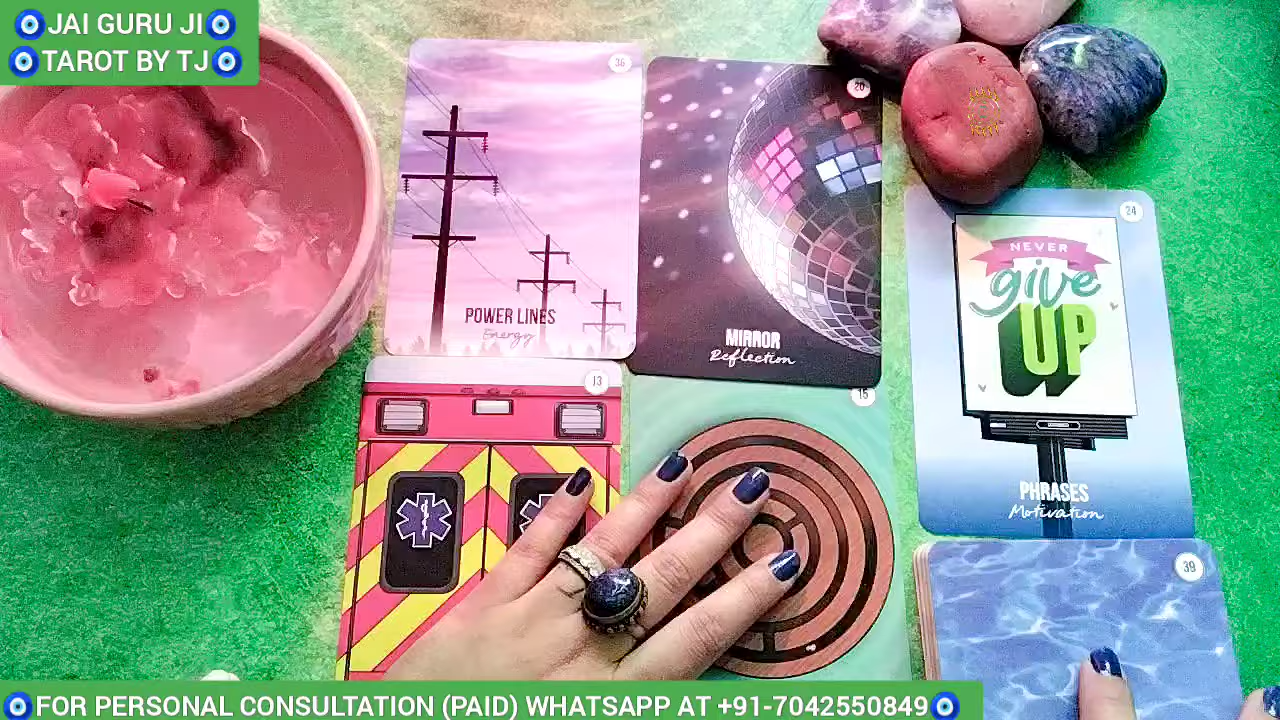 🧿JAI GURU JI🧿
🧿TAROT BY TJ🧿
36
POWER LINES
Energy
20
MIRROR
Reflection
24
NEVER
give
UP
PHRASES
Motivation
13
15
39
🧿FOR PERSONAL CONSULTATION (PAID) WHATSAPP AT +91-7042550849🧿